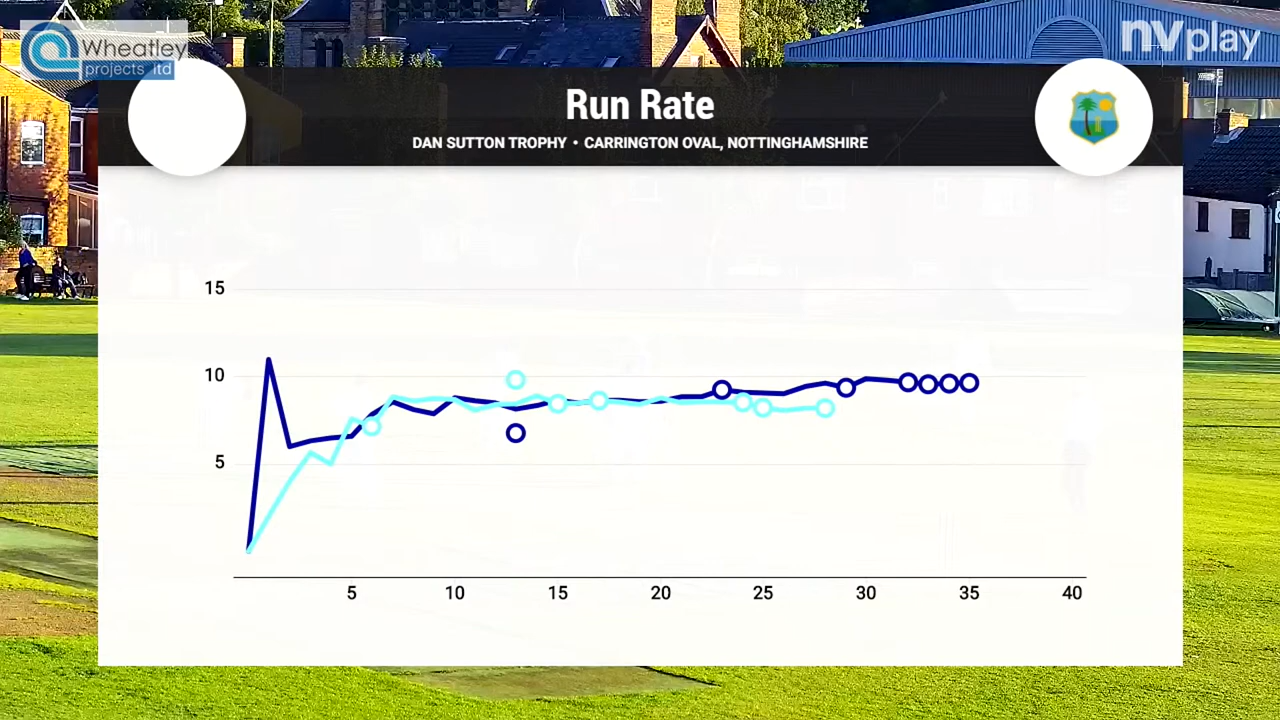 Wheatley
projects ltd
nvplay
Run Rate
DAN SUTTON TROPHY • CARRINGTON OVAL, NOTTINGHAMSHIRE
15
10
5
5 10 15 20 25 30 35 40